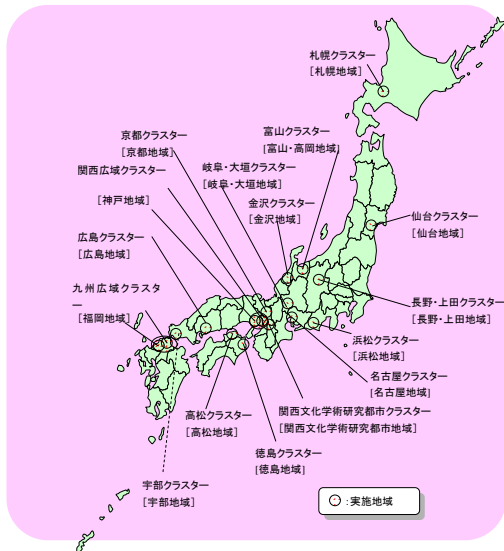 札幌クラスター
[札幌地域]
京都クラスター
[京都地域]
富山クラスター
[富山・高岡地域]
関西広域クラスター
岐阜・大垣クラスター
[岐阜・大垣地域]
[神戸地域]
金沢クラスター
[金沢地域]
仙台クラスター
[仙台地域]
広島クラスター
[広島地域]
九州広域クラスタ
ー
[福岡地域]
長野・上田クラスター
[長野・上田地域]
浜松クラスター
[浜松地域]
名古屋クラスター
[名古屋地域]
関西文化学術研究都市クラスター
[関西文化学術研究都市地域]
高松クラスター
[高松地域]
徳島クラスター
[徳島地域]
宇部クラスター
[宇部地域]
:実施地域